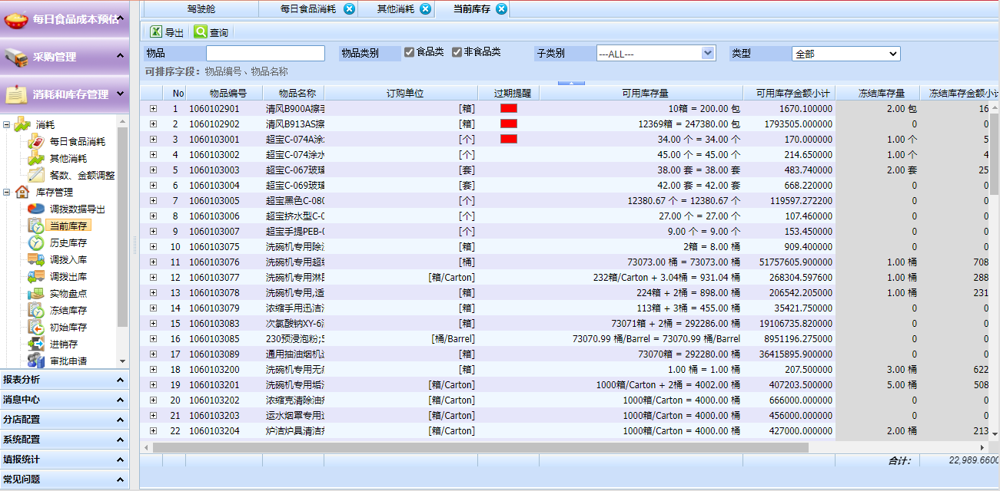 每日食品成本预估
采购管理
消耗和库存管理
消耗
每日食品消耗
其他消耗
餐数、金额调整
库存管理
调拨数据导出
当前库存
历史库存
调拨入库
调拨出库
实物盘点
冻结库存
初始库存
进销存
审批申请
报表分析
消息中心
分店配置
系统配置
填报统计
常见问题
驾驶舱 每日食品消耗 其他消耗 当前库存
导出 查询
物品 物品类别 食品类 非食品类 子类别 ---ALL--- 类型 全部
可排序字段：物品编号、物品名称
No 物品编号 物品名称 订购单位 过期提醒 可用库存量 可用库存金额小计 冻结库存量 冻结库存金额小
1 1060102901 清风B900A擦手 [箱] 10箱 = 200.00 包 1670.100000 2.00 包 16
2 1060102902 清风B913AS擦 [箱] 12369箱 = 247380.00 包 1793505.000000 0 0
3 1060103001 超宝C-074A涂 [个] 34.00 个 = 34.00 个 170.000000 1.00 个 5
4 1060103002 超宝C-074涂水 [个] 45.00 个 = 45.00 个 214.650000 1.00 个 4
5 1060103003 超宝C-067玻璃 [套] 38.00 套 = 38.00 套 483.740000 2.00 套 25
6 1060103004 超宝C-069玻璃 [套] 42.00 套 = 42.00 套 668.220000 0 0
7 1060103005 超宝黑色C-080 [个] 12380.67 个 = 12380.67 个 119597.272200 0 0
8 1060103006 超宝挤水型C-0 [个] 27.00 个 = 27.00 个 107.460000 0 0
9 1060103007 超宝手提PEB-0 [个] 9.00 个 = 9.00 个 153.450000 0 0
10 1060103075 洗碗机专用除 [箱] 2箱 = 8.00 桶 909.400000 0 0
11 1060103076 洗碗机专用超 [桶] 73073.00 桶 = 73073.00 桶 51757605.900000 1.00 桶 708
12 1060103077 洗碗机专用淋 [箱/Carton] 232箱/Carton + 3.04桶 = 931.04 桶 268304.597600 1.00 桶 288
13 1060103078 洗碗机专用,适 [箱] 224箱 + 2桶 = 898.00 桶 206542.205000 1.00 桶 231
14 1060103079 浓缩手用迅洁 [箱] 113箱 + 3桶 = 455.00 桶 35421.750000 0 0
15 1060103083 次氯酸钠XY-6 [箱] 73071箱 + 2桶 = 292286.00 桶 19106735.820000 0 0
16 1060103085 230预浸泡粉;5 [桶/Barrel] 73070.99 桶/Barrel = 73070.99 桶/Barrel 8951196.275000 0 0
17 1060103089 通用抽油烟机 [箱] 73070箱 = 292280.00 桶 36415895.900000 0 0
18 1060103200 洗碗机专用无 [箱] 1.00 桶 = 1.00 桶 207.500000 3.00 桶 622
19 1060103201 洗碗机专用垢 [箱/Carton] 1000箱/Carton + 2桶 = 4002.00 桶 407203.500000 5.00 桶 508
20 1060103202 浓缩克清除油 [箱/Carton] 1000箱/Carton = 4000.00 桶 666000.000000 0 0
21 1060103203 运水烟罩专用 [箱/Carton] 1000箱/Carton = 4000.00 桶 456000.000000 0 0
22 1060103204 炉洁炉具清洁 [箱/Carton] 1000箱/Carton = 4000.00 桶 427000.000000 2.00 桶 213
合计: 22,989.6600